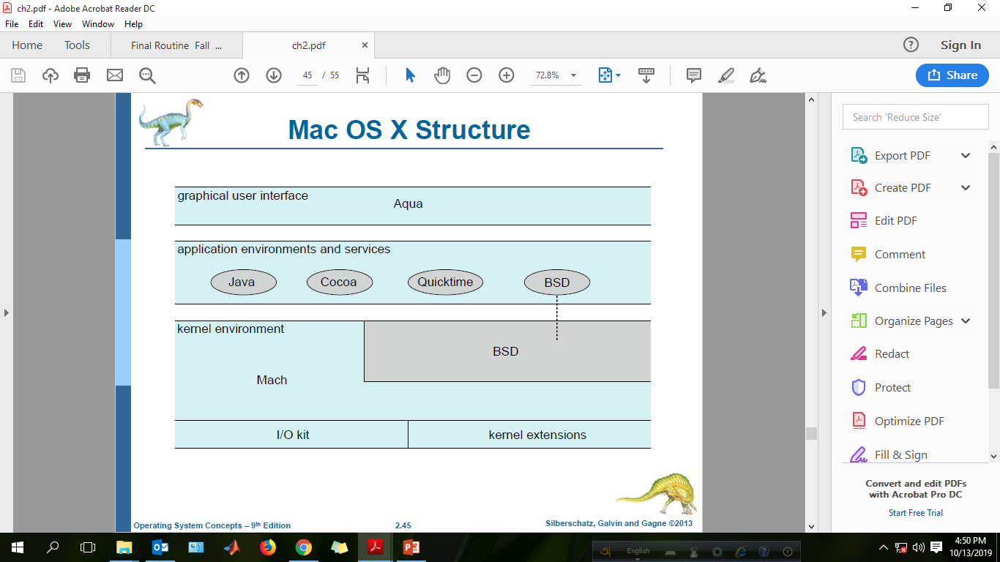 ch2.pdf - Adobe Acrobat Reader DC
File Edit View Window Help
Home Tools Final Routine Fall ... ch2.pdf × Sign In
45 / 55 72.8% Share
Mac OS X Structure
graphical user interface
Aqua
application environments and services
Java Cocoa Quicktime BSD
kernel environment
BSD
Mach
I/O kit kernel extensions
Operating System Concepts – 9th Edition 2.45 Silberschatz, Galvin and Gagne ©2013
Search 'Reduce Size'
Export PDF
Create PDF
Edit PDF
Comment
Combine Files
Organize Pages
Redact
Protect
Optimize PDF
Fill & Sign
Convert and edit PDFs
with Acrobat Pro DC
Start Free Trial
অ English
4:50 PM
10/13/2019